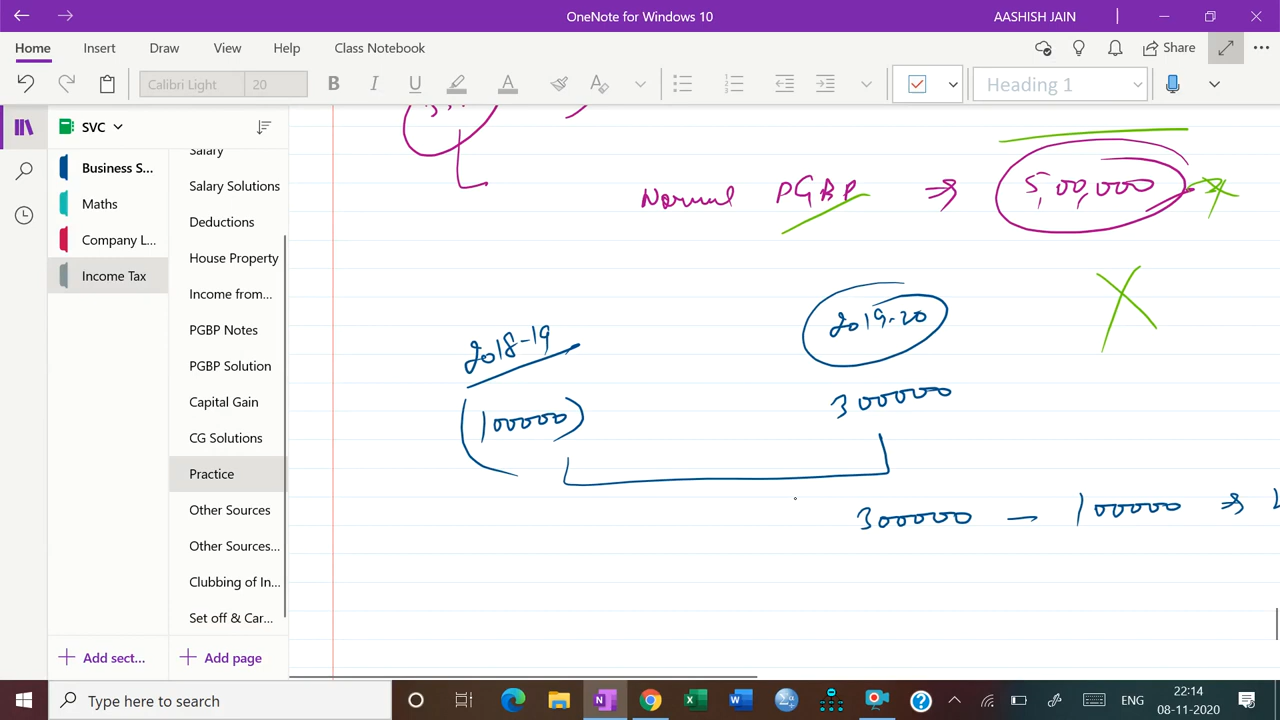 OneNote for Windows 10
AASHISH JAIN
Home Insert Draw View Help Class Notebook
Share
Calibri Light 20 B I U A Heading 1
SVC
Business S...
Maths
Company L...
Income Tax
Add sect...
Salary
Salary Solutions
Deductions
House Property
Income from...
PGBP Notes
PGBP Solution
Capital Gain
CG Solutions
Practice
Other Sources
Other Sources...
Clubbing of In...
Set off & Car...
Add page
Normal PGBP ⇒ 5,00,000
2018-19 2019-20
(100000) 300000
300000 - 100000 ⇒
Type here to search
ENG
22:14
08-11-2020